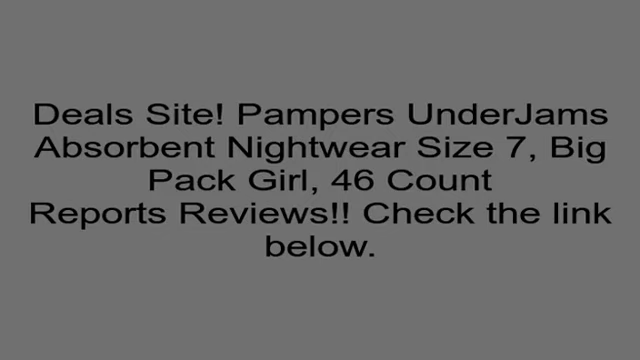 Deals Site! Pampers UnderJams
Absorbent Nightwear Size 7, Big
Pack Girl, 46 Count
Reports Reviews!! Check the link
below.